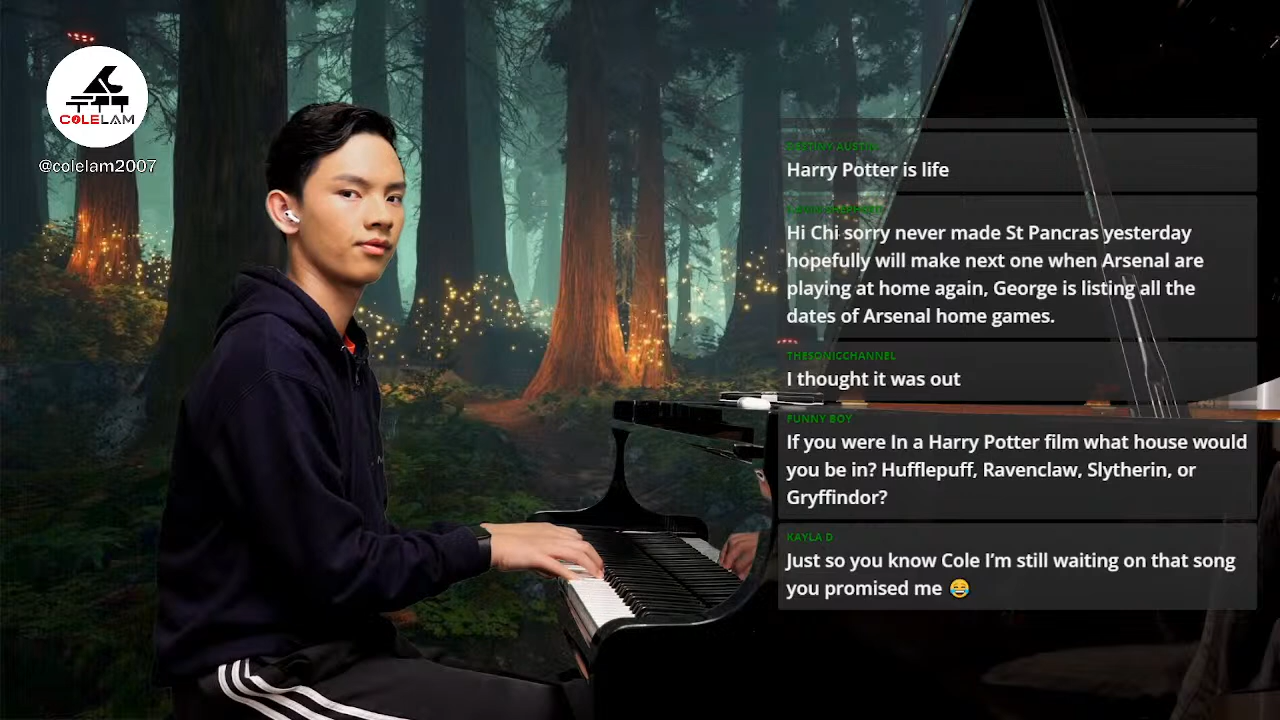 COLELAM
@colelam2007
DESTINY AUSTIN
Harry Potter is life
Hi Chi sorry never made St Pancras yesterday
hopefully will make next one when Arsenal are
playing at home again, George is listing all the
dates of Arsenal home games.
THESONICCHANNEL
I thought it was out
FUNNY BOY
If you were In a Harry Potter film what house would
you be in? Hufflepuff, Ravenclaw, Slytherin, or
Gryffindor?
KAYLA D
Just so you know Cole I’m still waiting on that song
you promised me 😂